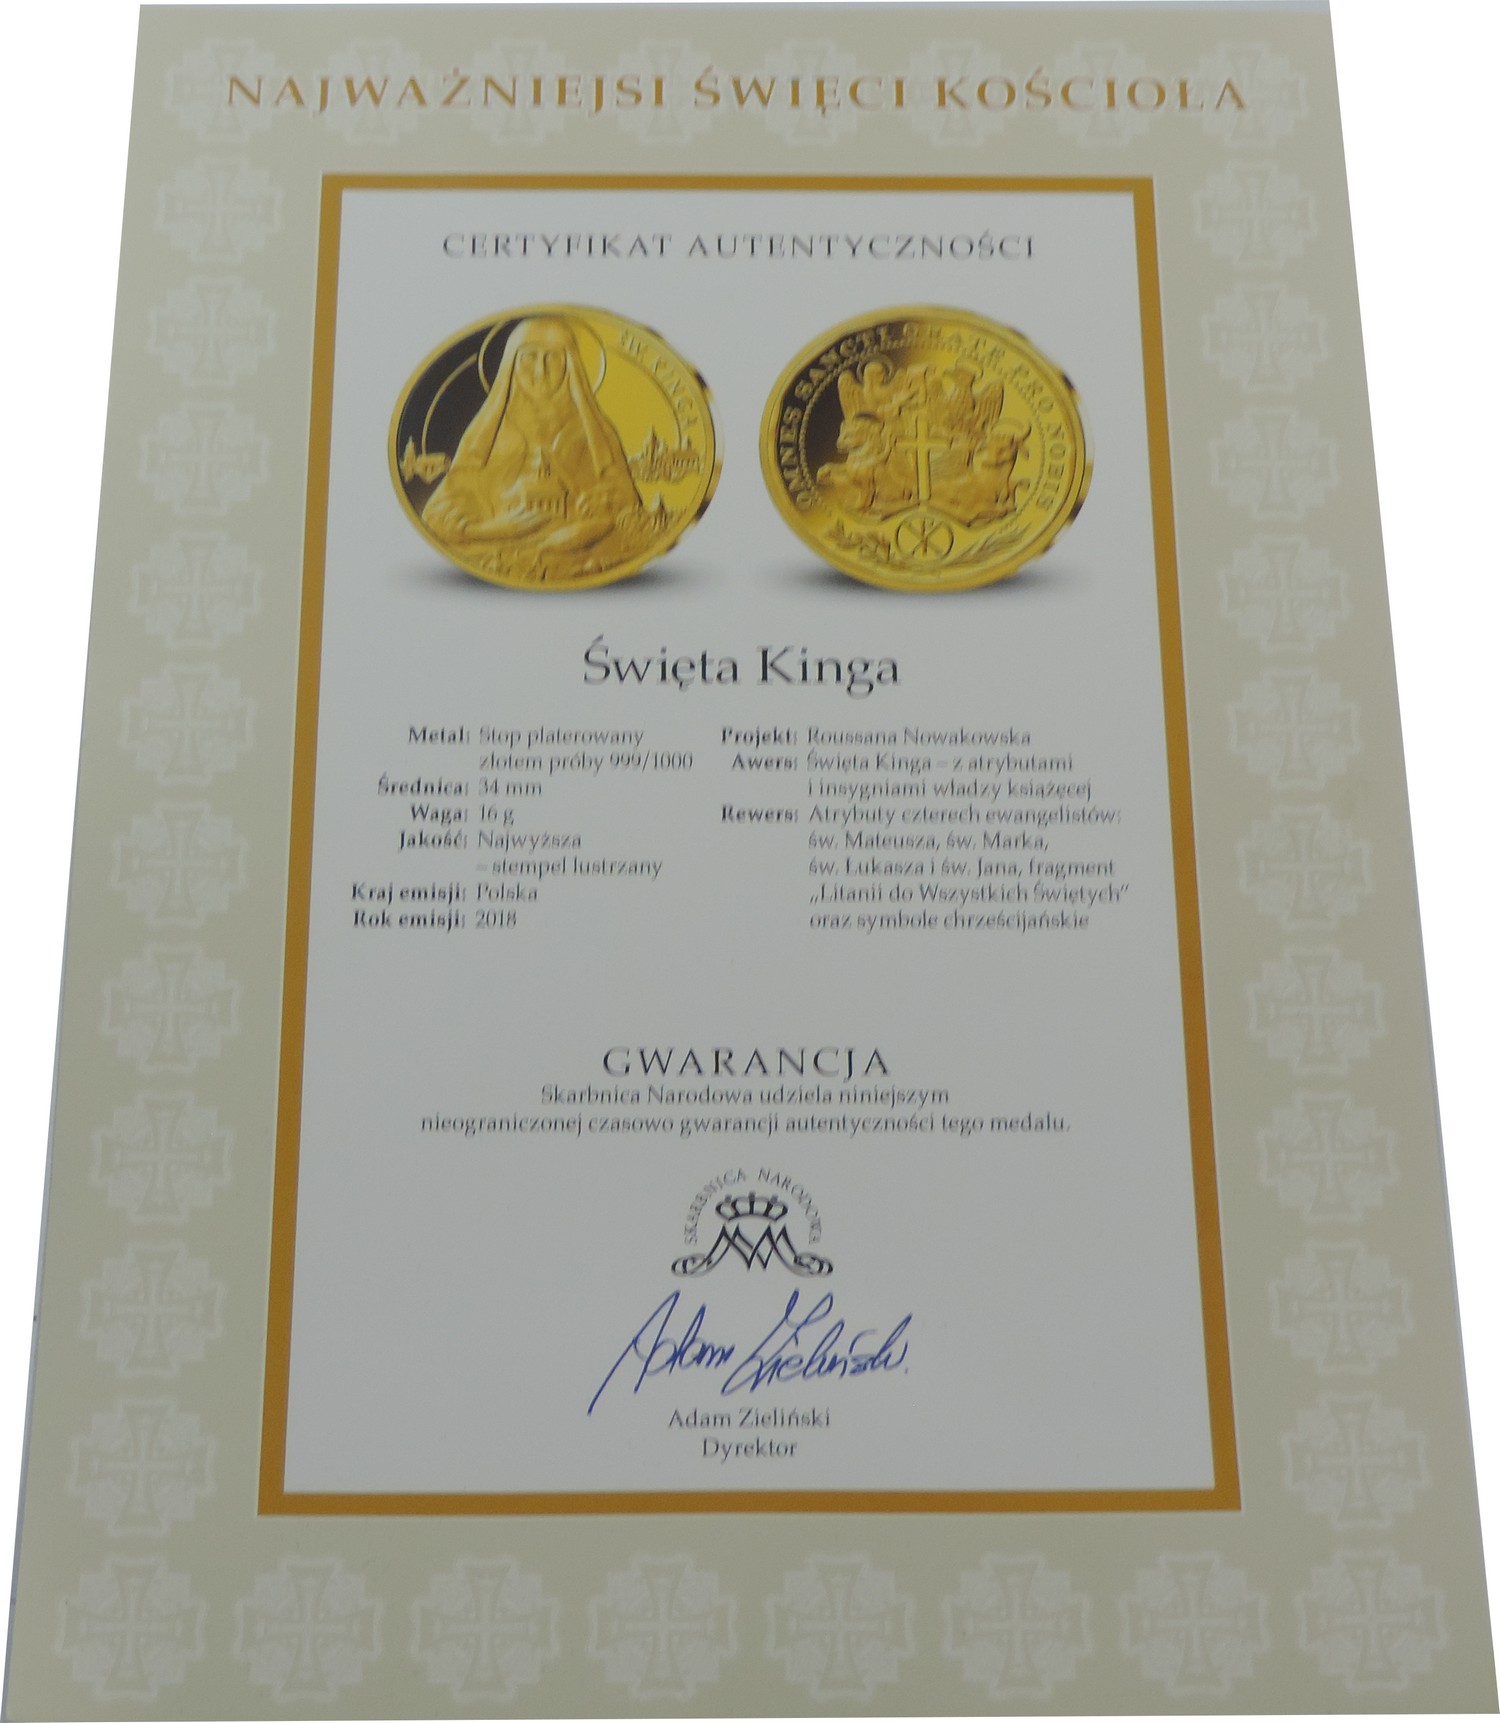 NAJWAŻNIEJSI ŚWIĘCI KOŚCIOŁA
CERTYFIKAT AUTENTYCZNOŚCI
ŚW. KINGA
OMNES SANCTI ORATE PRO NOBIS
Święta Kinga
Metal: Stop platerowany
złotem próby 999/1000
Średnica: 34 mm
Waga: 16 g
Jakość: Najwyższa
– stempel lustrzany
Kraj emisji: Polska
Rok emisji: 2018
Projekt: Roussana Nowakowska
Awers: Święta Kinga – z atrybutami
i insygniami władzy książęcej
Rewers: Atrybuty czterech ewangelistów:
św. Mateusza, św. Marka,
św. Łukasza i św. Jana, fragment
„Litanii do Wszystkich Świętych”
oraz symbole chrześcijańskie
GWARANCJA
Skarbnica Narodowa udziela niniejszym
nieograniczonej czasowo gwarancji autentyczności tego medalu.
SKARBNICA NARODOWA
Adam Zieliński
Adam Zieliński
Dyrektor